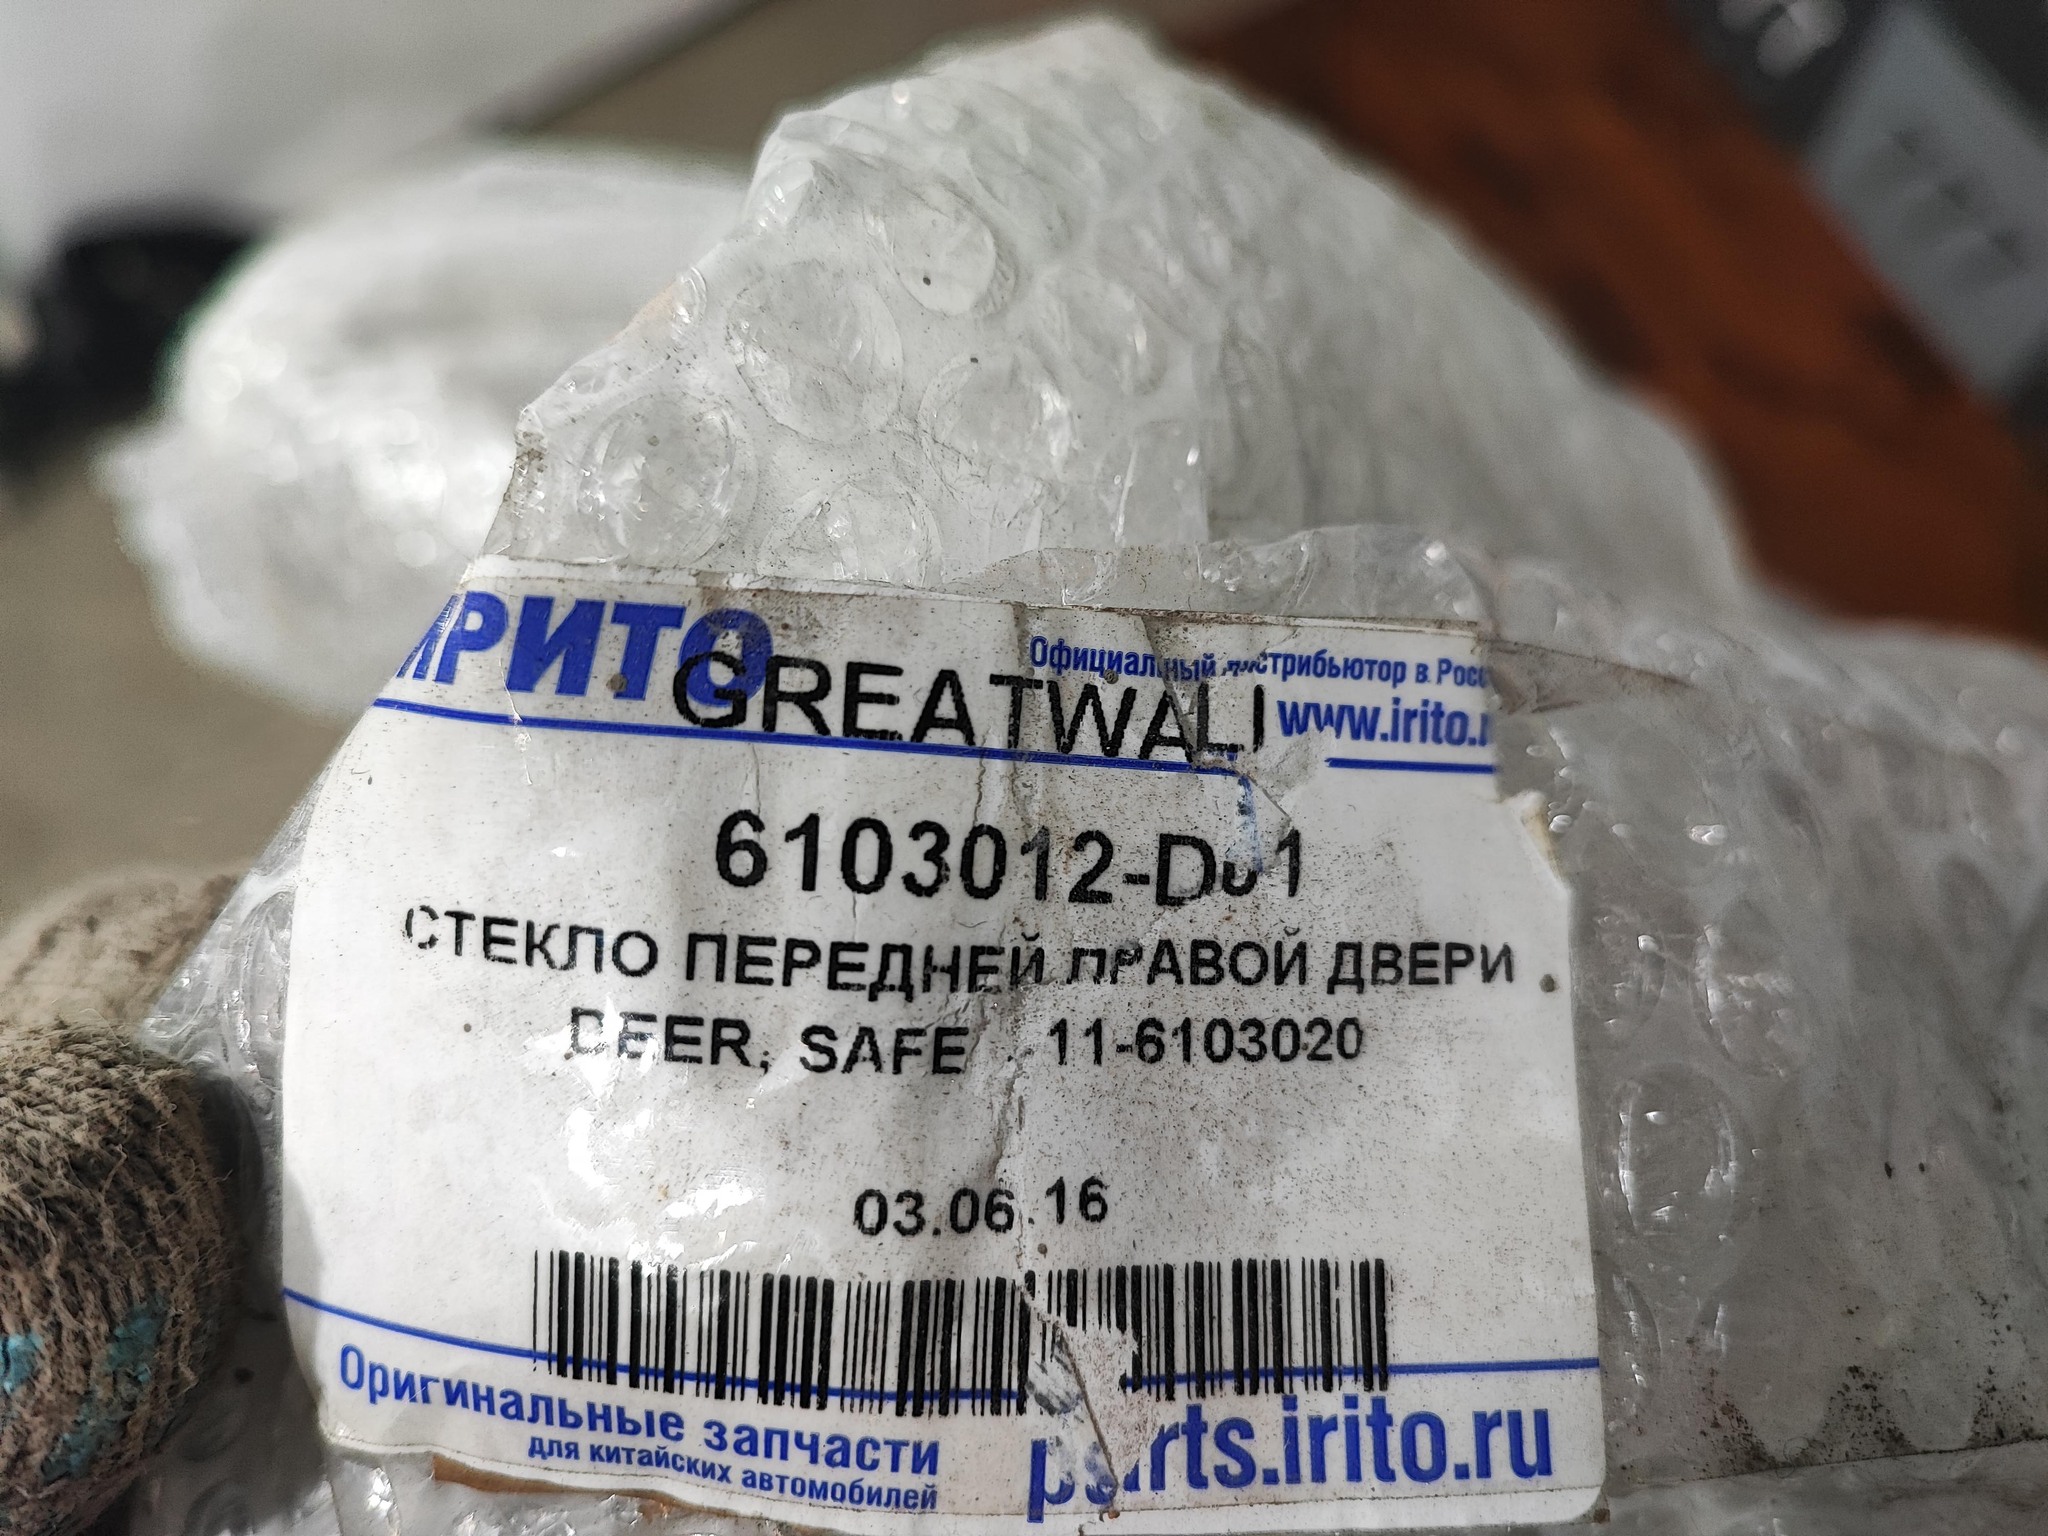 ИРИТО
Официальный дистрибьютор в Росс
GREATWALL
www.irito.r
6103012-D01
СТЕКЛО ПЕРЕДНЕЙ ПРАВОЙ ДВЕРИ
DEER, SAFE 11-6103020
03.06.16
Оригинальные запчасти
для китайских автомобилей
parts.irito.ru